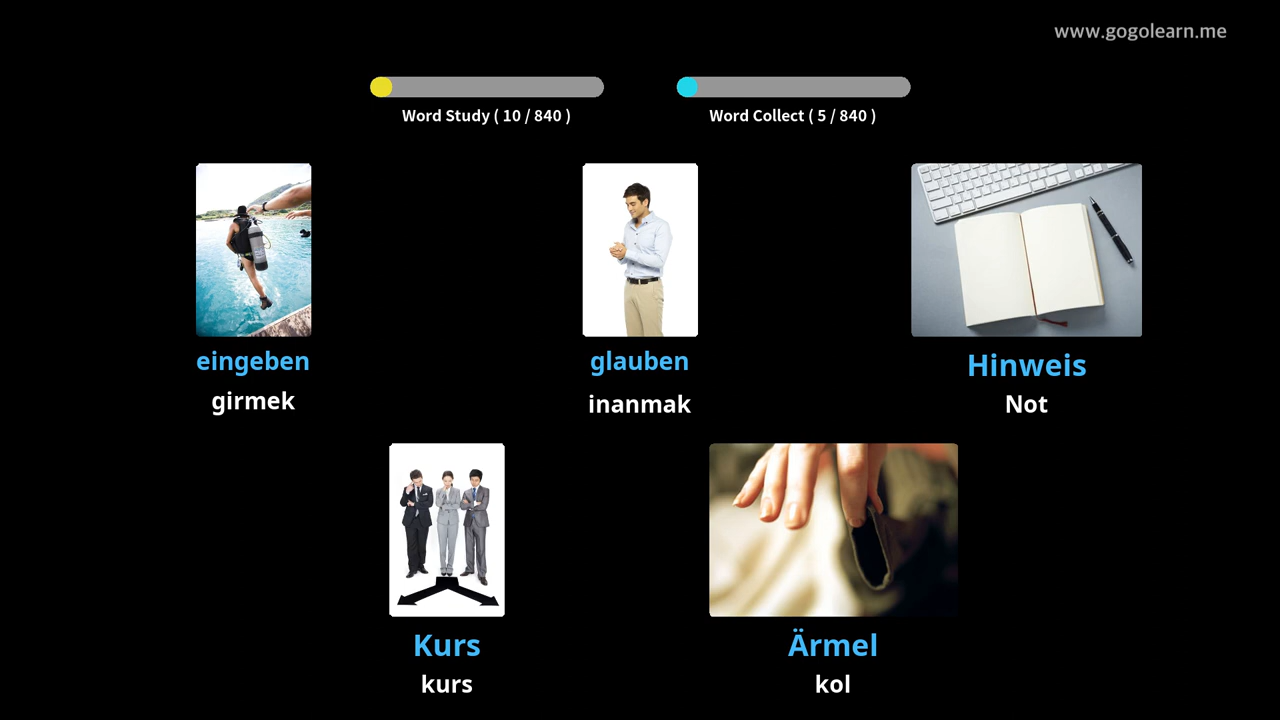 www.gogolearn.me
Word Study ( 10 / 840 )
Word Collect ( 5 / 840 )
eingeben
girmek
glauben
inanmak
Hinweis
Not
Kurs
kurs
Ärmel
kol